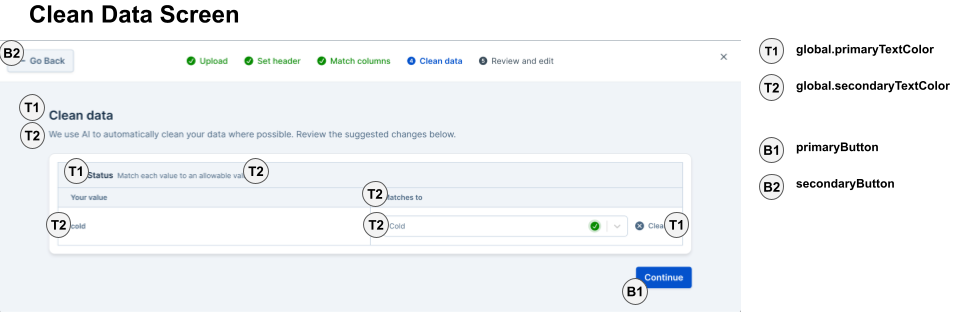 Clean Data Screen
B2
Go Back
Upload
Set header
Match columns
4 Clean data
5 Review and edit
×
T1 global.primaryTextColor
T2 global.secondaryTextColor
B1 primaryButton
B2 secondaryButton
T1
Clean data
T2
We use AI to automatically clean your data where possible. Review the suggested changes below.
T1 Status Match each value to an allowable T2
Your value
T2 atches to
T2 cold
T2 Cold
Clea T1
Continue
B1